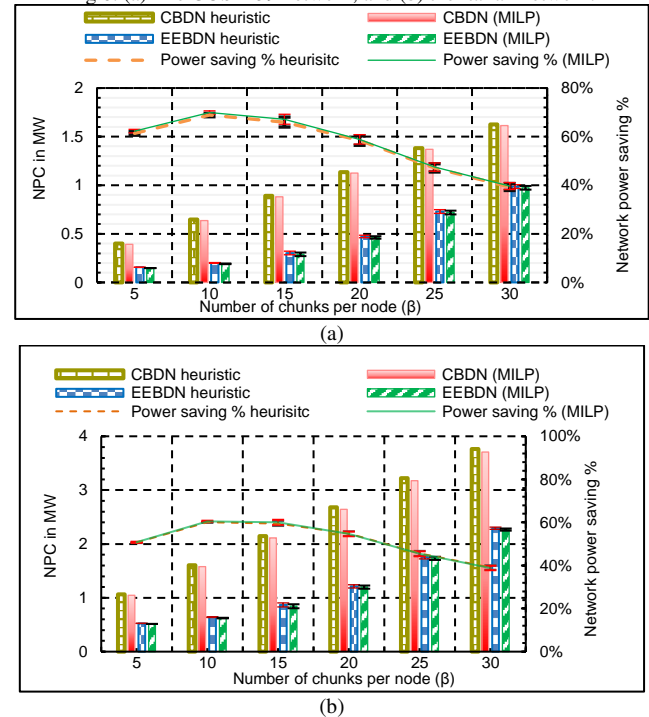 CBDN heuristic CBDN (MILP)
EEBDN heuristic EEBDN (MILP)
Power saving % heurisitc Power saving % (MILP)
2 80%
1.5 60%
1 40%
0.5 20%
0 0%
NPC in MW
Network power saving %
5 10 15 20 25 30
Number of chunks per node (β)
(a)
CBDN heuristic CBDN (MILP)
EEBDN heuristic EEBDN (MILP)
Power saving % heurisitc Power saving % (MILP)
4 100%
80%
3
60%
2
40%
1
20%
0 0%
NPC in MW
Network power saving %
5 10 15 20 25 30
Number of chunks per node (β)
(b)